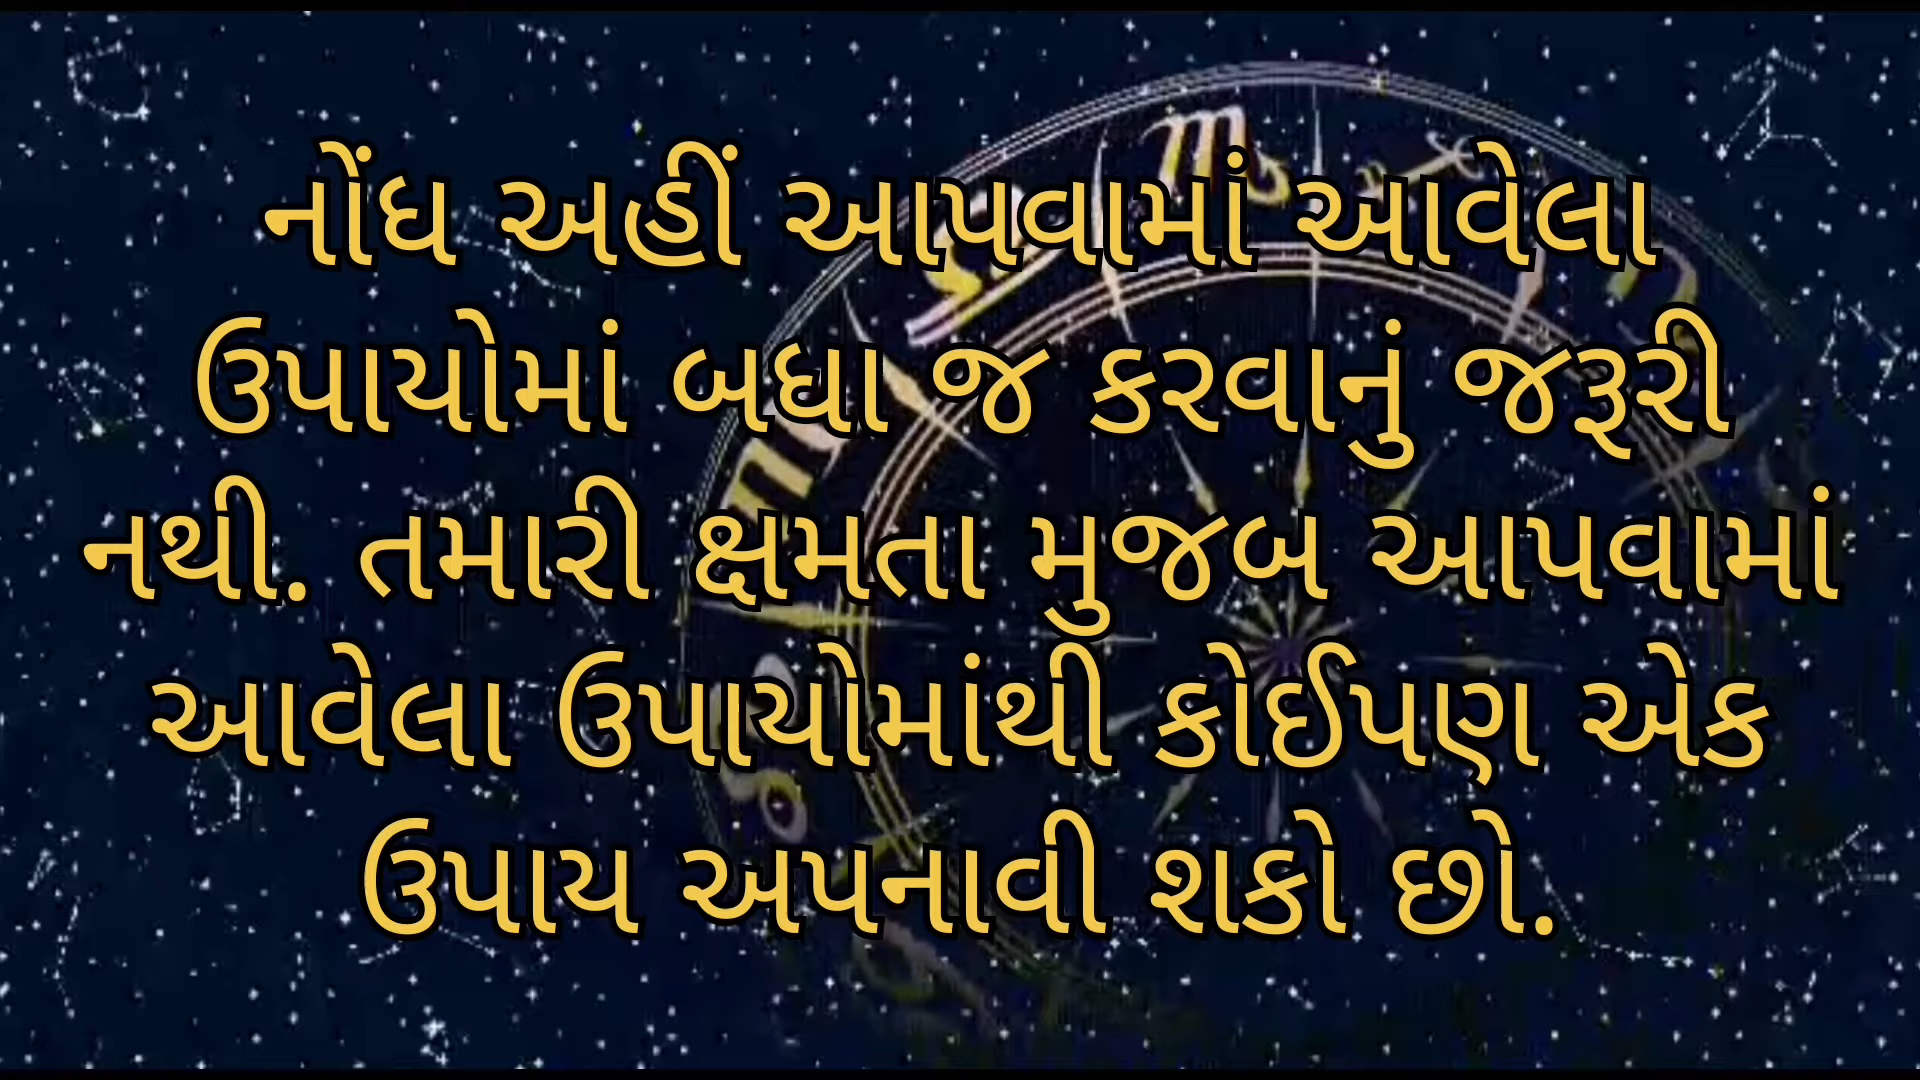 નોંધ અહીં આપવામાં આવેલા
ઉપાયોમાં બધા જ કરવાનું જરૂરી
નથી. તમારી ક્ષમતા મુજબ આપવામાં
આવેલા ઉપાયોમાંથી કોઈપણ એક
ઉપાય અપનાવી શકો છો.